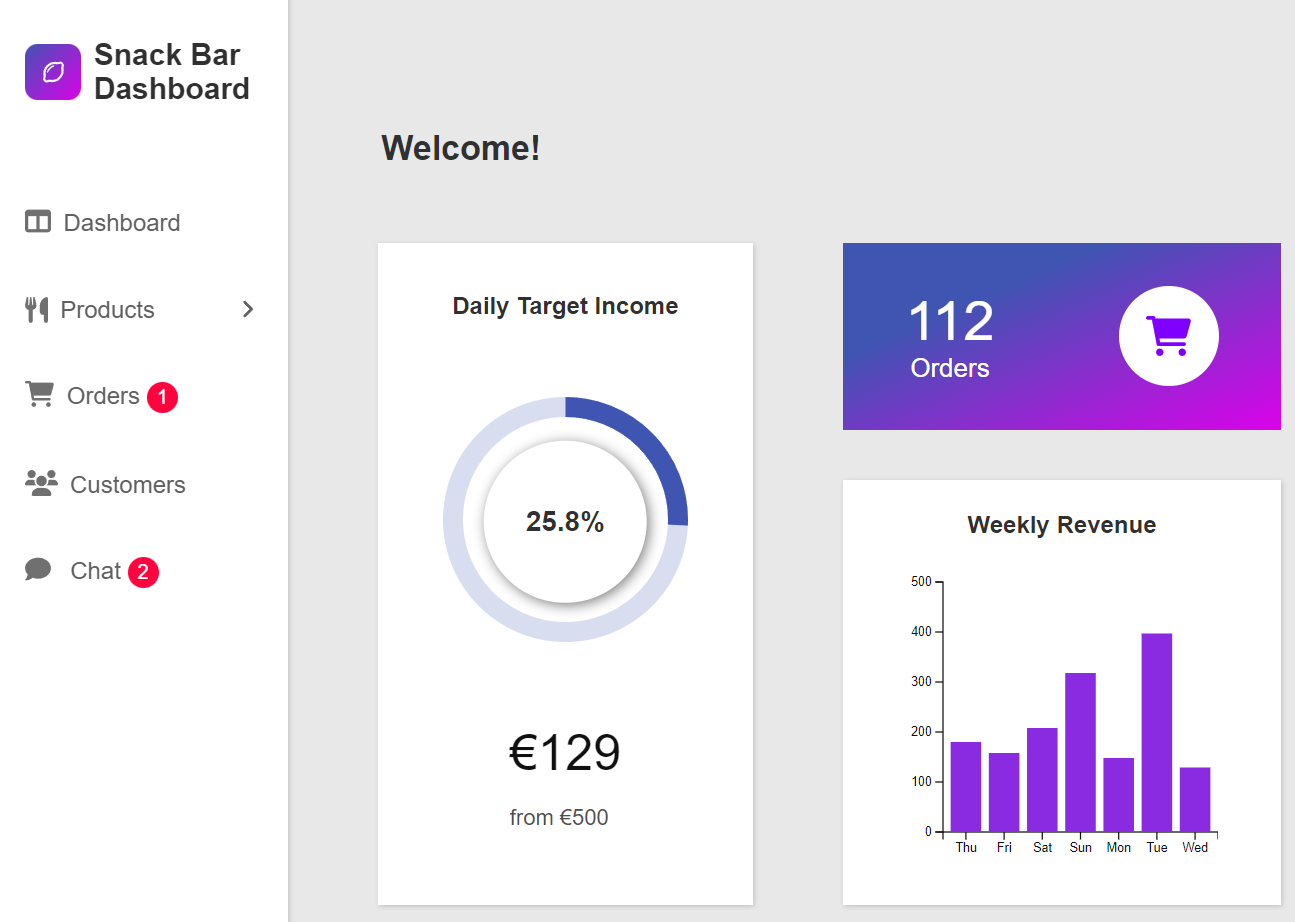 Snack Bar
Dashboard
Dashboard
Products
Orders 1
Customers
Chat 2
Welcome!
Daily Target Income
25.8%
€129
from €500
112
Orders
Weekly Revenue
500
400
300
200
100
0
Thu Fri Sat Sun Mon Tue Wed